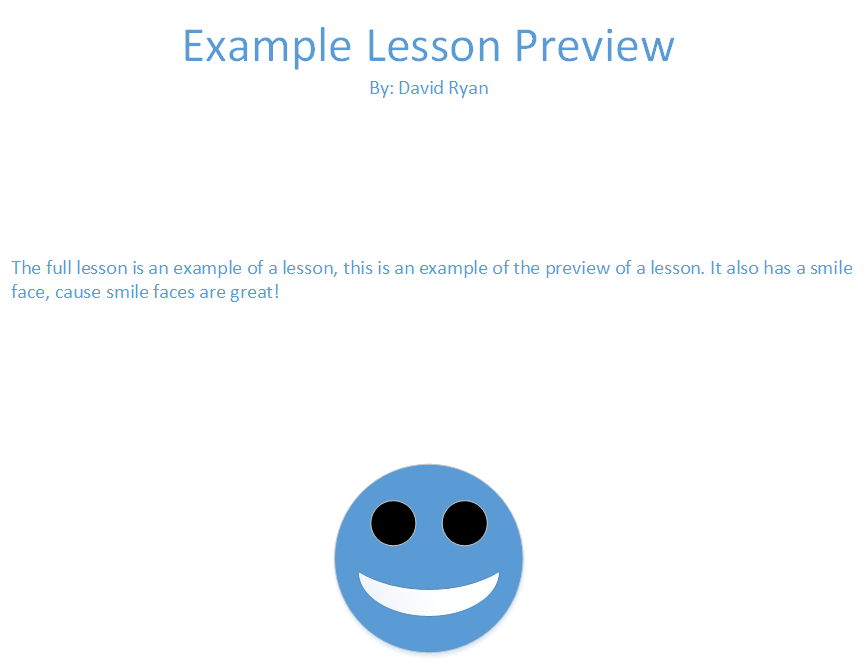 Example Lesson Preview
By: David Ryan
The full lesson is an example of a lesson, this is an example of the preview of a lesson. It also has a smile
face, cause smile faces are great!